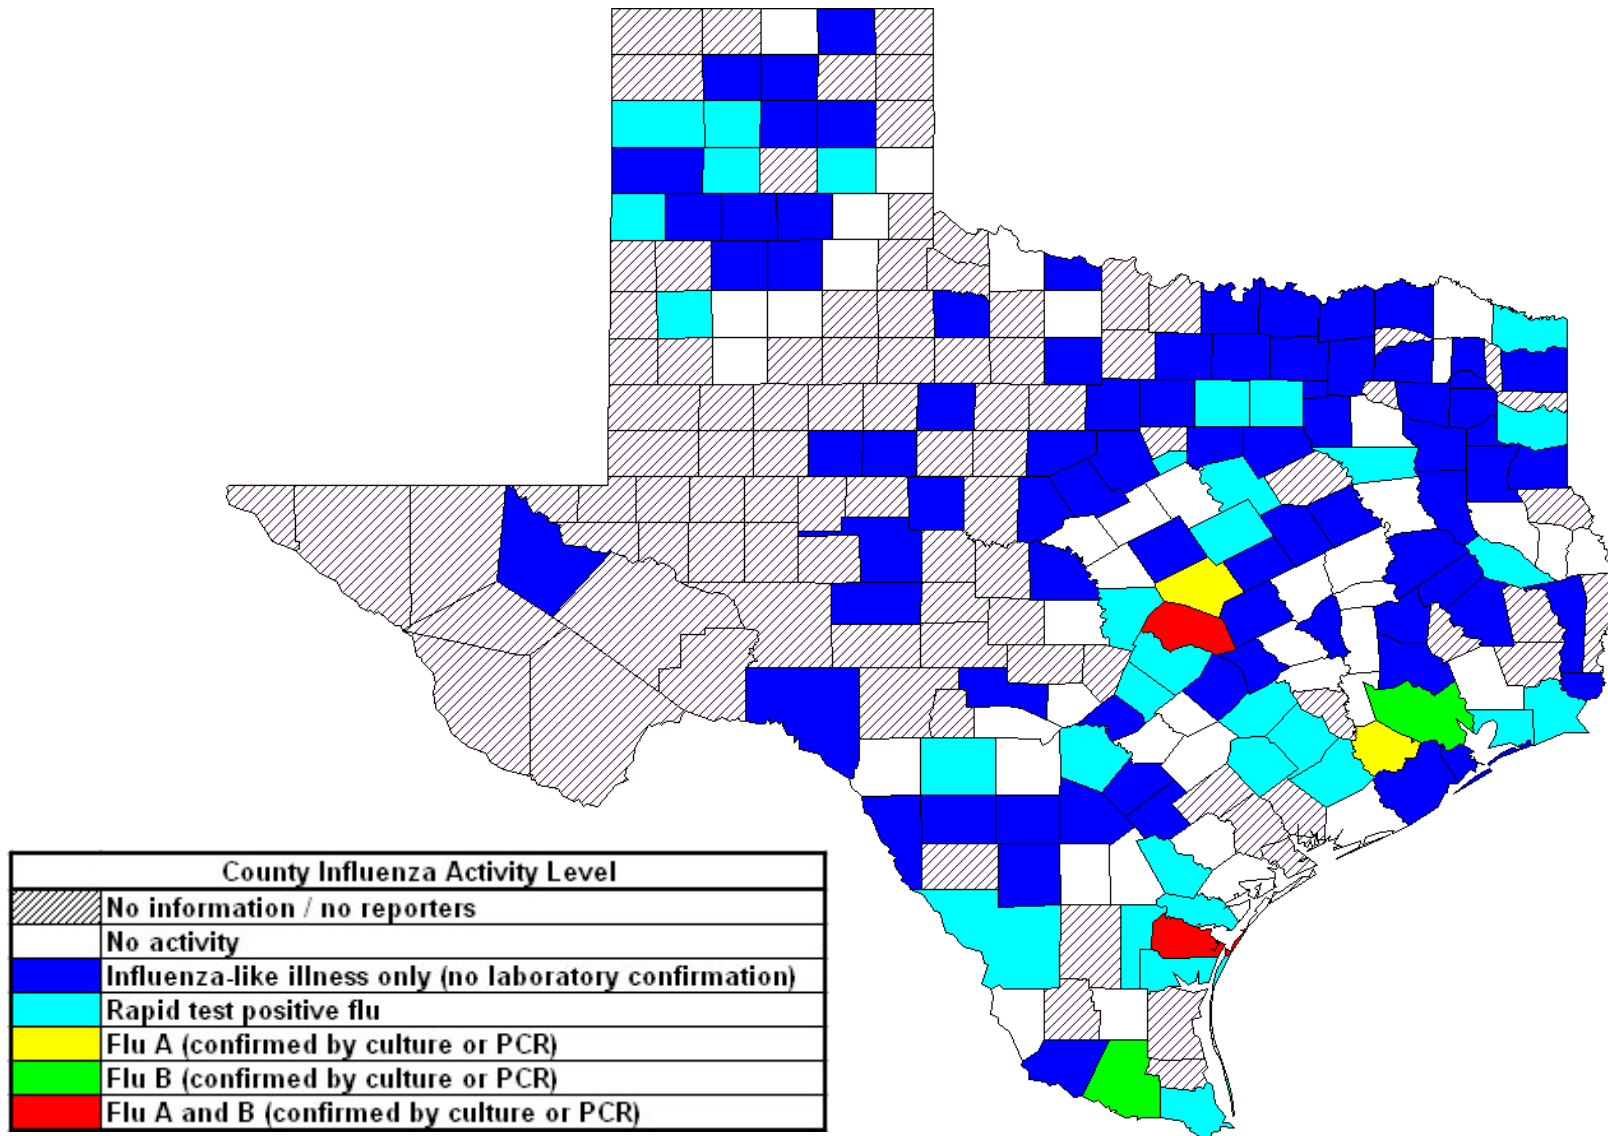 County Influenza Activity Level
No information / no reporters
No activity
Influenza-like illness only (no laboratory confirmation)
Rapid test positive flu
Flu A (confirmed by culture or PCR)
Flu B (confirmed by culture or PCR)
Flu A and B (confirmed by culture or PCR)